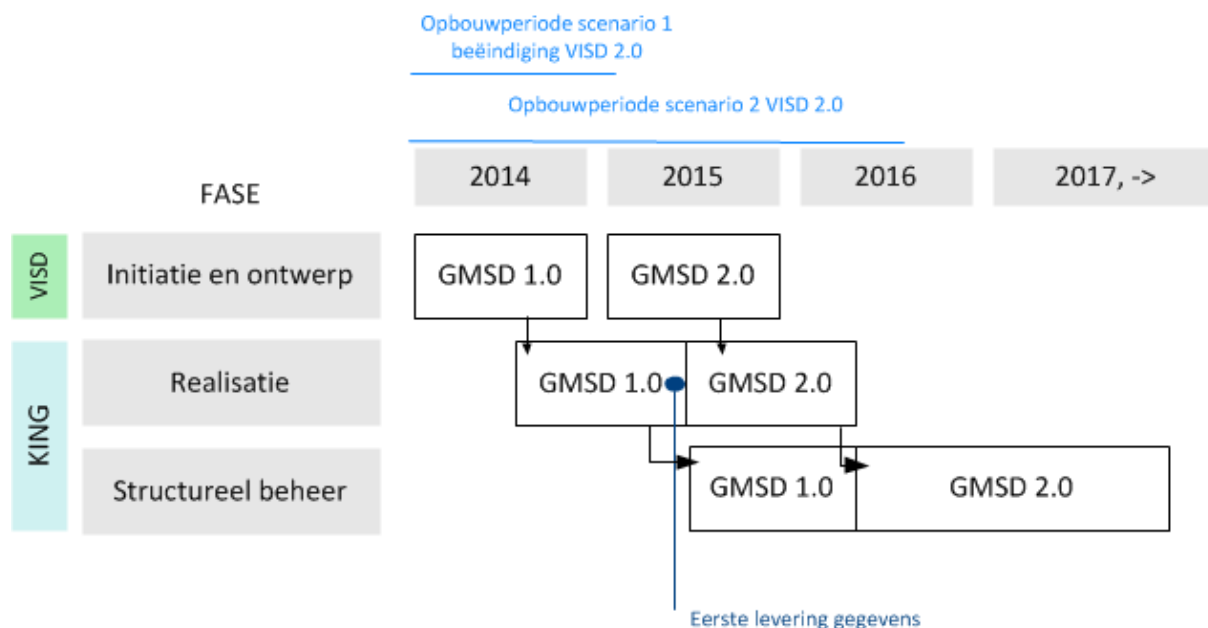 Opbouwperiode scenario 1
beëindiging VISD 2.0
Opbouwperiode scenario 2 VISD 2.0
FASE
2014
2015
2016
2017, ->
VISD
Initiatie en ontwerp
GMSD 1.0
GMSD 2.0
KING
Realisatie
GMSD 1.0
GMSD 2.0
Structureel beheer
GMSD 1.0
GMSD 2.0
Eerste levering gegevens